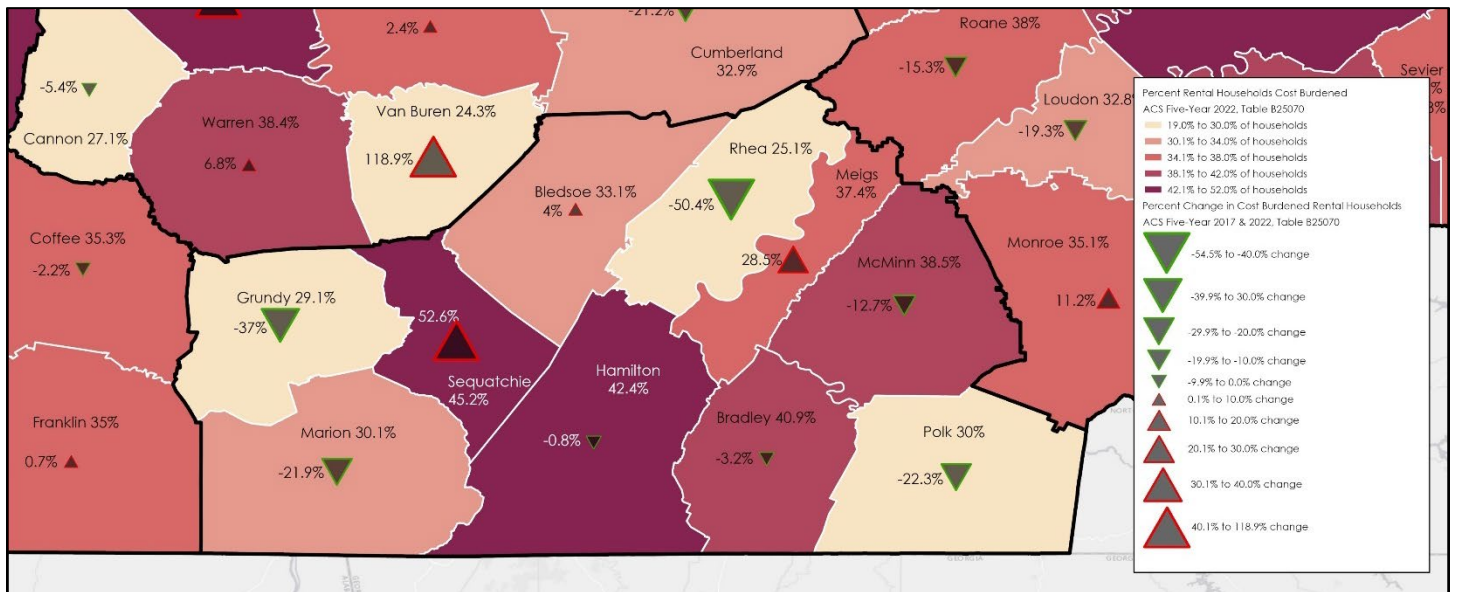 -21.2%
Roane 38%
2.4%
Cumberland
32.9%
-15.3%
Sevier
-5.4%
Van Buren 24.3%
Loudon 32.8%
Warren 38.4%
Cannon 27.1%
-19.3%
Rhea 25.1%
118.9%
6.8%
Meigs
37.4%
Bledsoe 33.1%
4%
-50.4%
Coffee 35.3%
-2.2%
Monroe 35.1%
28.5%
McMinn 38.5%
Grundy 29.1%
-37%
52.6%
-12.7%
11.2%
Hamilton
42.4%
Sequatchie
45.2%
Franklin 35%
Marion 30.1%
Bradley 40.9%
Polk 30%
0.7%
-21.9%
-0.8%
-3.2%
-22.3%
Percent Rental Households Cost Burdened
ACS Five-Year 2022, Table B25070
19.0% to 30.0% of households
30.1% to 34.0% of households
34.1% to 38.0% of households
38.1% to 42.0% of households
42.1% to 52.0% of households
Percent Change in Cost Burdened Rental Households
ACS Five-Year 2017 & 2022, Table B25070
-54.5% to -40.0% change
-39.9% to 30.0% change
-29.9% to -20.0% change
-19.9% to -10.0% change
-9.9% to 0.0% change
0.1% to 10.0% change
10.1% to 20.0% change
20.1% to 30.0% change
30.1% to 40.0% change
40.1% to 118.9% change
GEORGIA